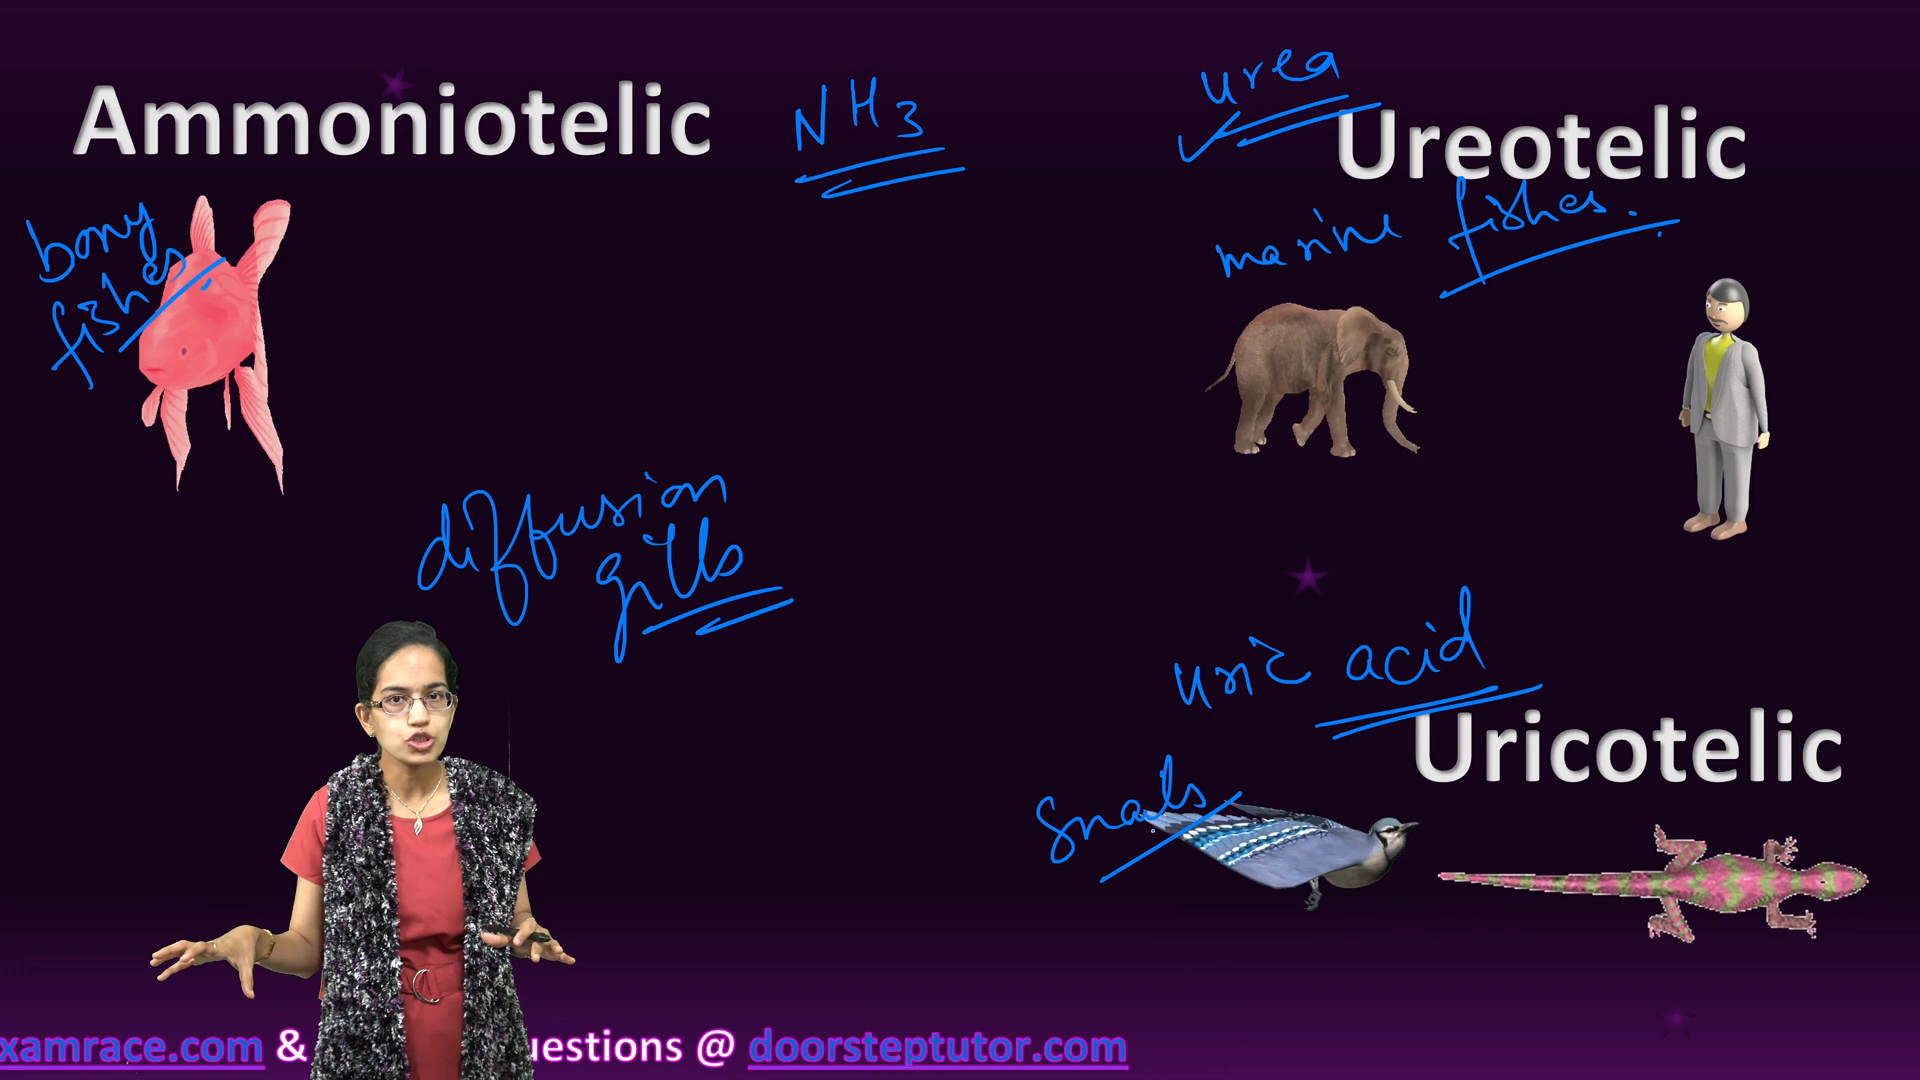 Ammoniotelic
NH3
bony
fishes.
diffusion
gills
urea
Ureotelic
marine fishes.
uric acid
Uricotelic
Snails
xamrace.com & uestions @ doorsteptutor.com